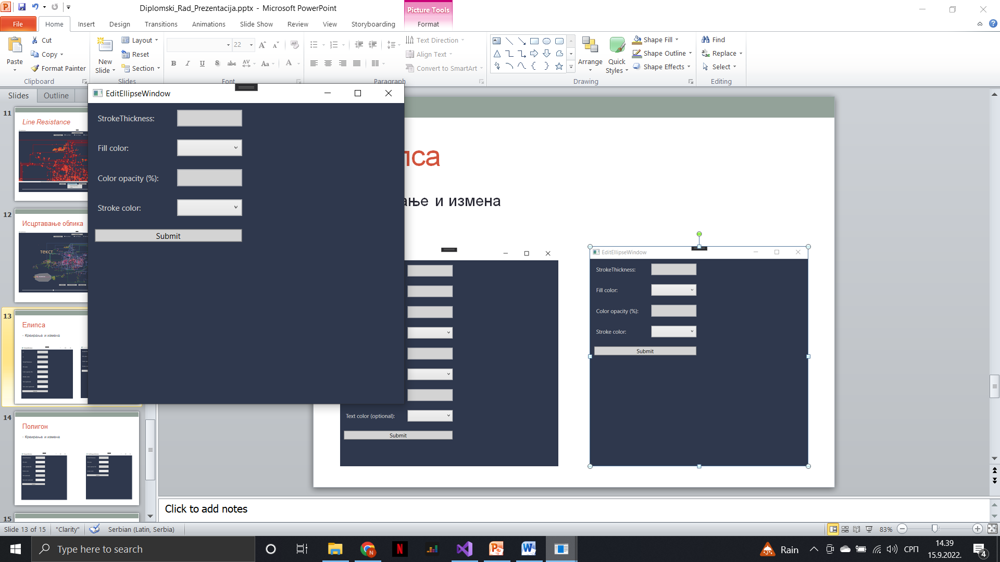 Diplomski_Rad_Prezentacija.pptx - Microsoft PowerPoint
Picture Tools
File
Home
Insert
Design
Transitions
Animations
Slide Show
Review
View
Storyboarding
Format
Paste
Cut
Copy
Format Painter
Clipboard
New Slide
Layout
Reset
Section
Slides
22
B I U S abc AV Aa A
Font
Text Direction
Align Text
Convert to SmartArt
Paragraph
Arrange
Quick Styles
Shape Fill
Shape Outline
Shape Effects
Drawing
Find
Replace
Select
Editing
Slides
Outline
11
Line Resistance
12
Исцртавање облика
ТЕКСТ
13
Елипса
Креирање и измена
14
Полигон
Креирање и измена
15
EditEllipseWindow
StrokeThickness:
Fill color:
Color opacity (%):
Stroke color:
Submit
пса
ање и измена
Text color (optional):
Submit
EditEllipseWindow
StrokeThickness:
Fill color:
Color opacity (%):
Stroke color:
Submit
Click to add notes
Slide 13 of 15
"Clarity"
Serbian (Latin, Serbia)
83%
Type here to search
Rain
СРП
14.39
15.9.2022.
4